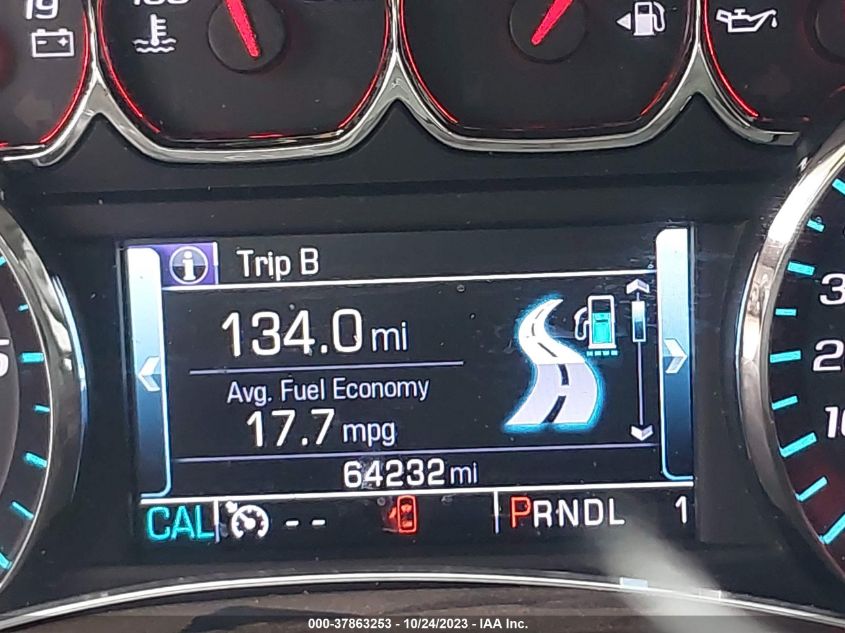 19
Trip B
134.0 mi
Avg. Fuel Economy
17.7 mpg
64232 mi
CAL -- PRNDL 1
000-37863253 - 10/24/2023 - IAA Inc.